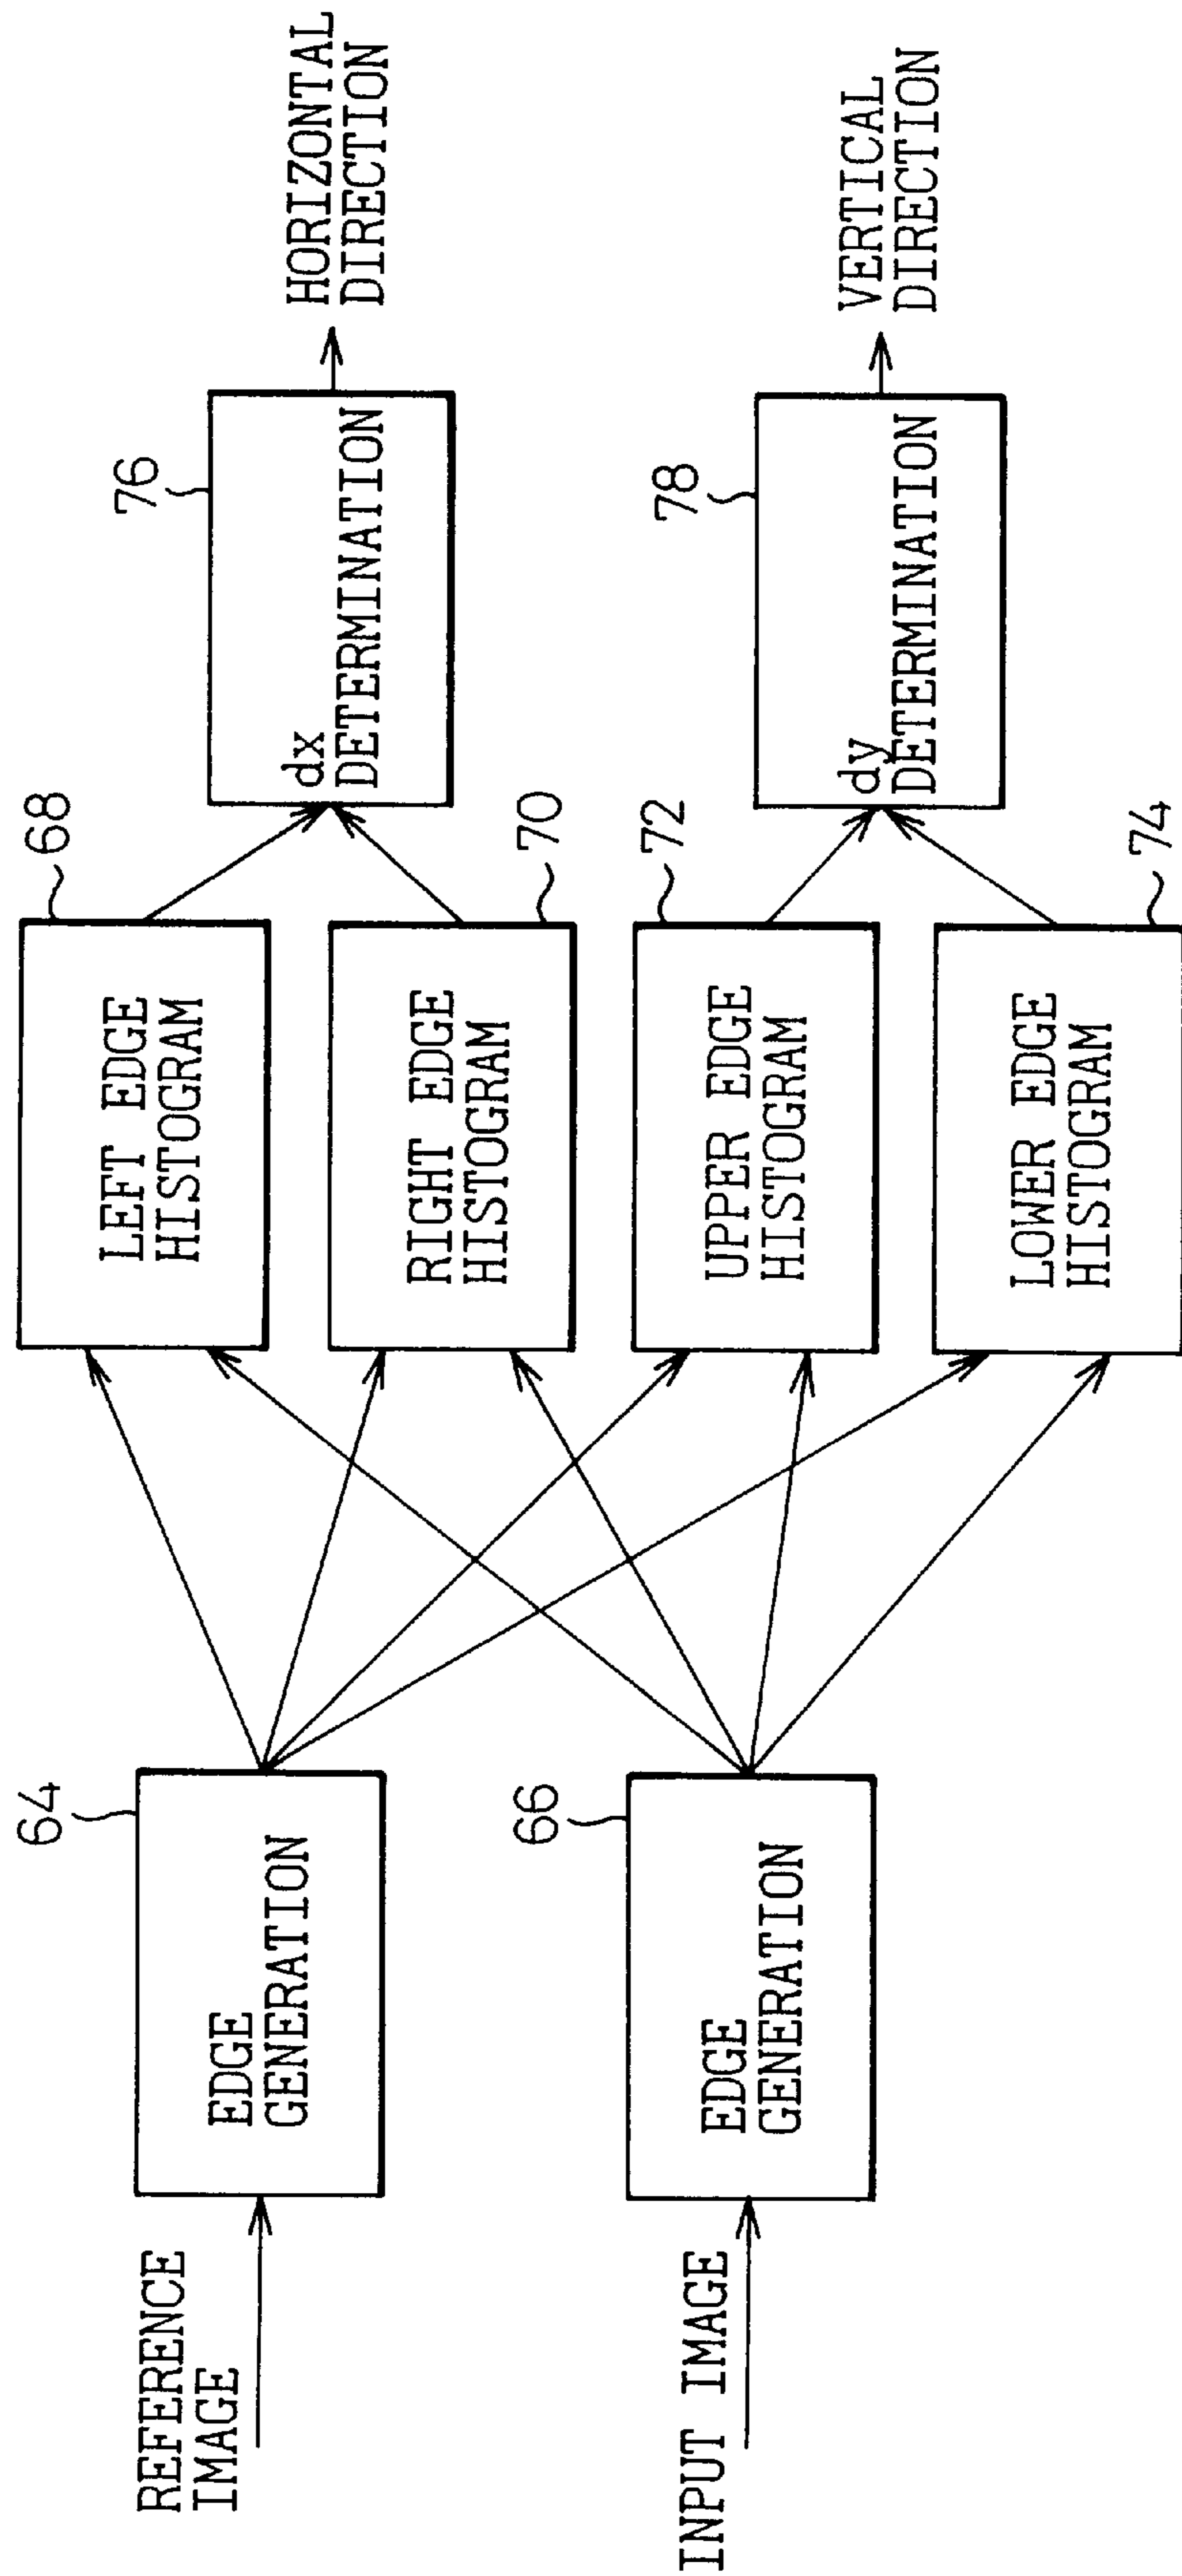 REFERENCE
IMAGE
INPUT IMAGE
64
EDGE
GENERATION
66
EDGE
GENERATION
68
LEFT EDGE
HISTOGRAM
70
RIGHT EDGE
HISTOGRAM
72
UPPER EDGE
HISTOGRAM
74
LOWER EDGE
HISTOGRAM
76
dx
DETERMINATION
78
dy
DETERMINATION
HORIZONTAL
DIRECTION
VERTICAL
DIRECTION